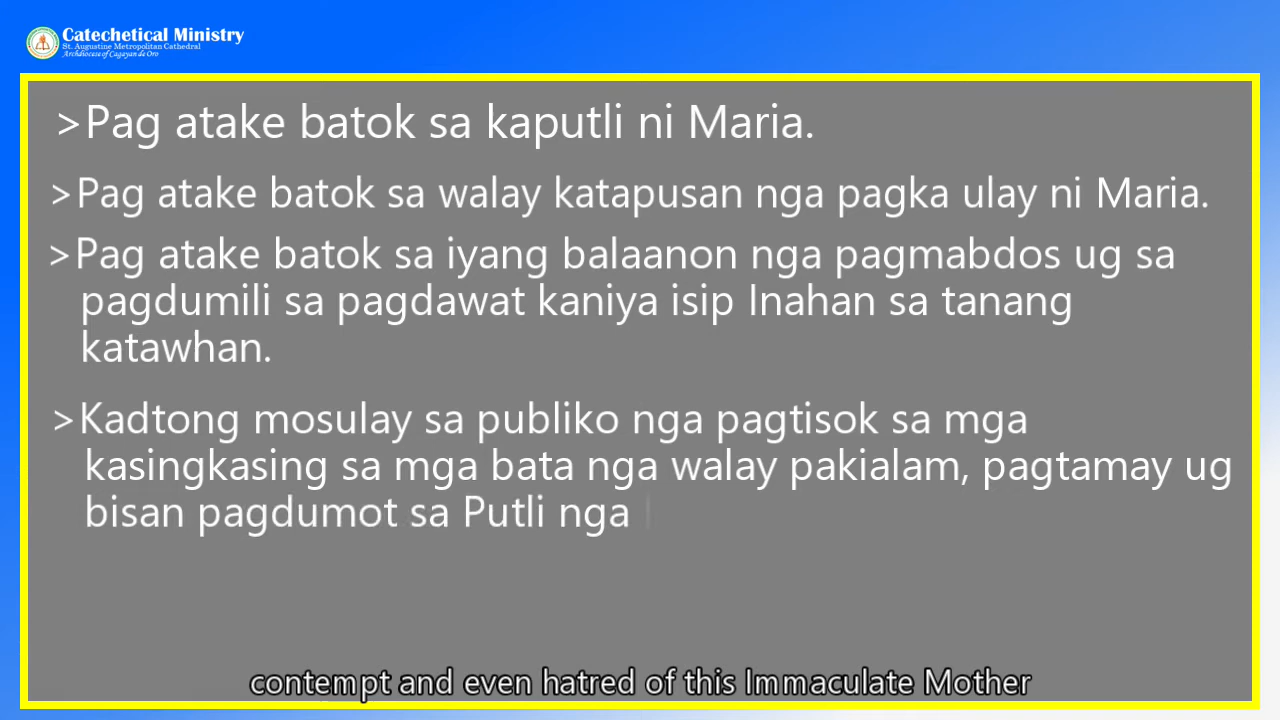 Catechetical Ministry
St. Augustine Metropolitan Cathedral
Archdiocese of Cagayan de Oro
>Pag atake batok sa kaputli ni Maria.
>Pag atake batok sa walay katapusan nga pagka ulay ni Maria.
>Pag atake batok sa iyang balaanon nga pagmabdos ug sa
pagdumili sa pagdawat kaniya isip Inahan sa tanang
katawhan.
>Kadtong mosulay sa publiko nga pagtisok sa mga
kasingkasing sa mga bata nga walay pakialam, pagtamay ug
bisan pagdumot sa Putli nga
contempt and even hatred of this Immaculate Mother